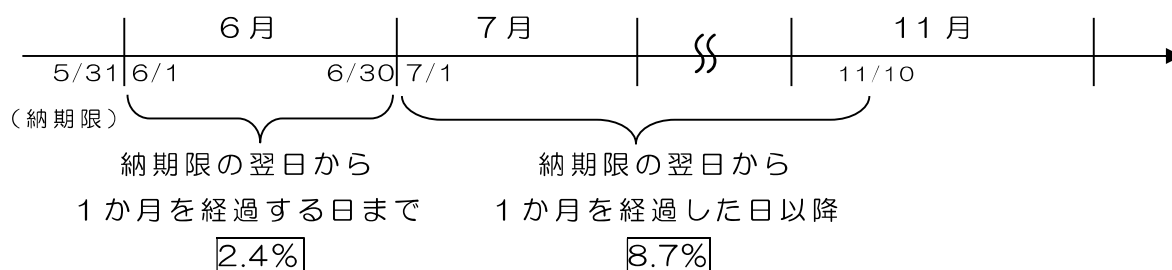 6月 7月 11月
5/31 6/1 6/30 7/1 11/10
（納期限）
納期限の翌日から 納期限の翌日から
1か月を経過する日まで 1か月を経過した日以降
2.4% 8.7%